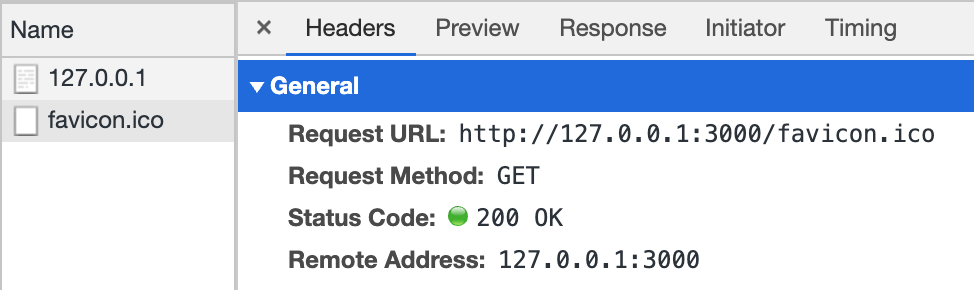 Name
127.0.0.1
favicon.ico
× Headers Preview Response Initiator Timing
General
Request URL: http://127.0.0.1:3000/favicon.ico
Request Method: GET
Status Code: 200 OK
Remote Address: 127.0.0.1:3000